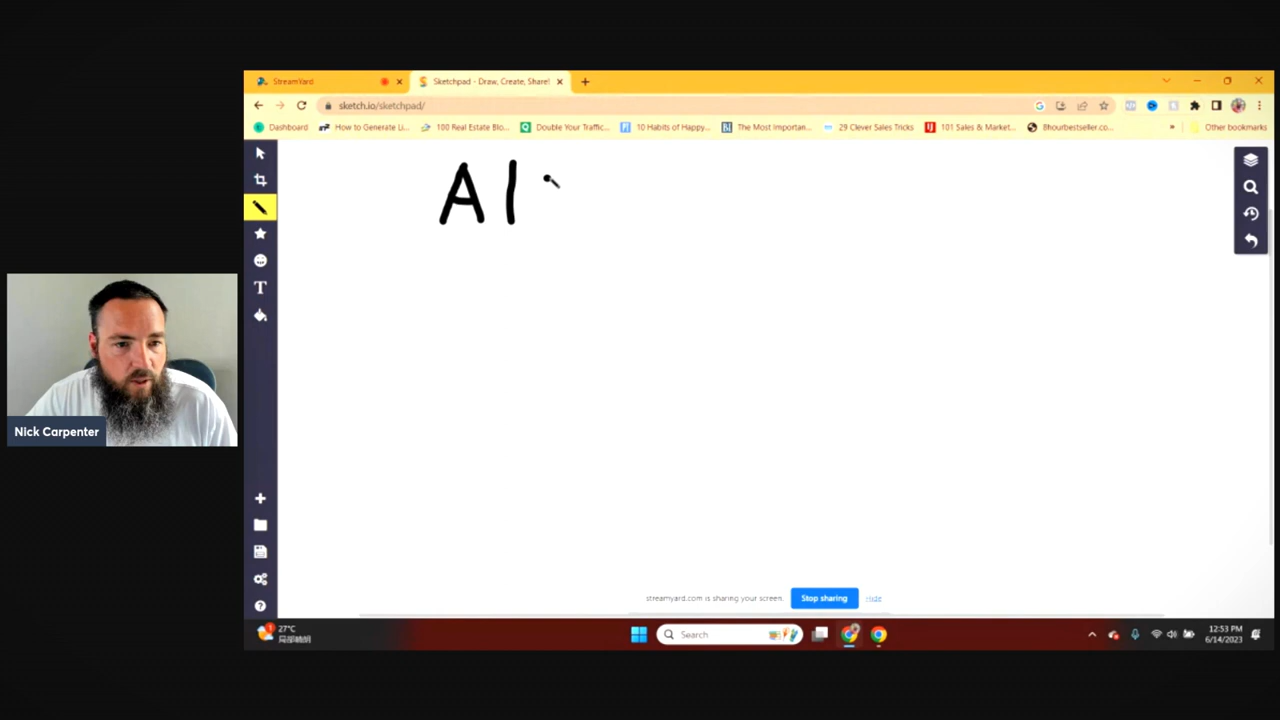 StreamYard
Sketchpad - Draw, Create, Share!
sketch.io/sketchpad/
Dashboard
How to Generate Li...
100 Real Estate Blo...
Double Your Traffic...
10 Habits of Happy...
The Most Importan...
29 Clever Sales Tricks
101 Sales & Market...
8hourbestseller.co...
»
Other bookmarks
AI
T
Nick Carpenter
streamyard.com is sharing your screen.
Stop sharing
Hide
27°C
Search
12:53 PM
6/14/2023